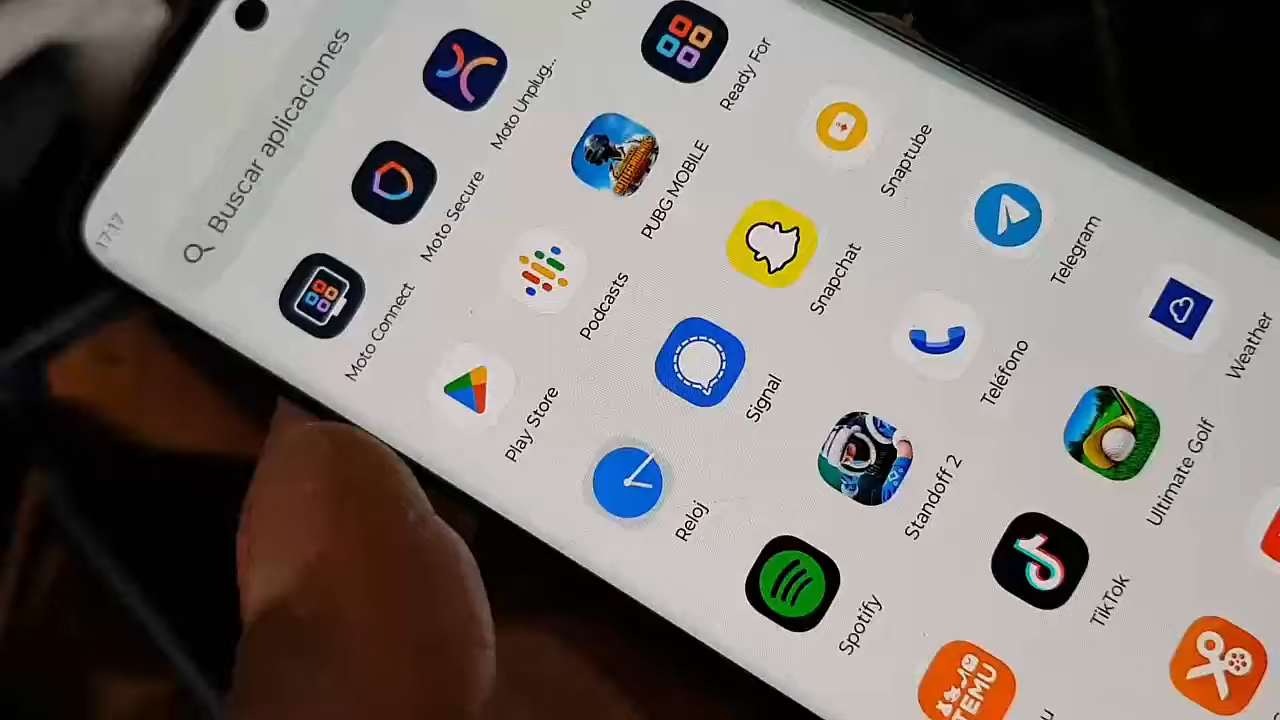 17:17
Buscar aplicaciones
Moto Connect
Moto Secure
Moto Unplug...
No
Play Store
Podcasts
PUBG MOBILE
Ready For
Reloj
Signal
Snapchat
Snaptube
Spotify
Standoff 2
Teléfono
Telegram
TEMU
TikTok
Ultimate Golf
Weather